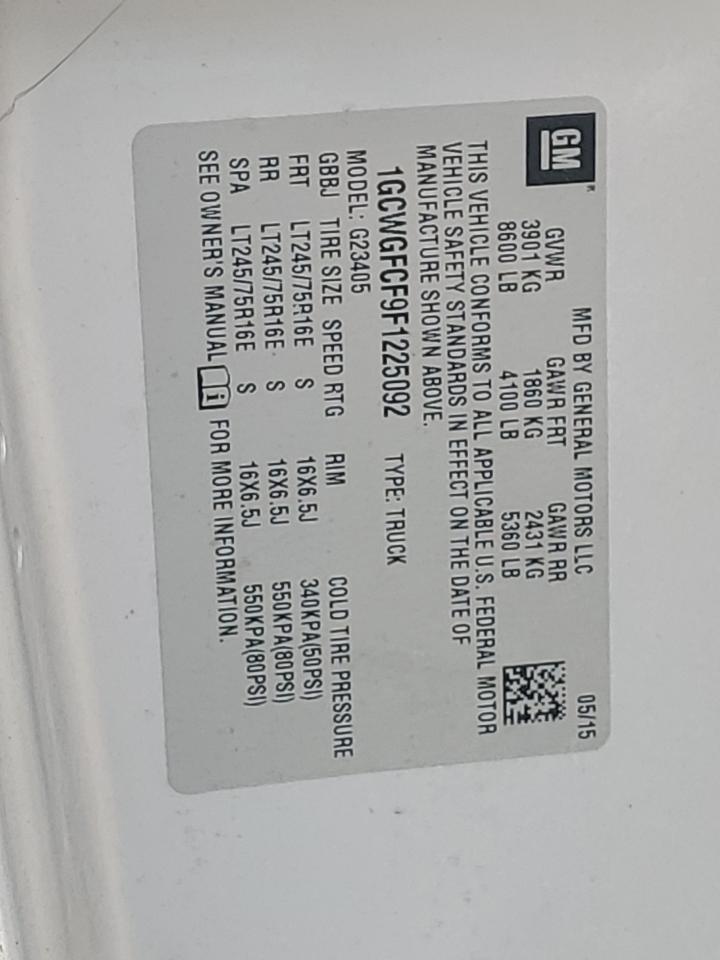 GM
MFD BY GENERAL MOTORS LLC 05/15
GVWR GAWR FRT GAWR RR
3901 KG 1860 KG 2431 KG
8600 LB 4100 LB 5360 LB
THIS VEHICLE CONFORMS TO ALL APPLICABLE U.S. FEDERAL MOTOR
VEHICLE SAFETY STANDARDS IN EFFECT ON THE DATE OF
MANUFACTURE SHOWN ABOVE.
1GCWGFCF9F1225092 TYPE: TRUCK
MODEL: G23405
GBBJ TIRE SIZE SPEED RTG RIM COLD TIRE PRESSURE
FRT LT245/75R16E S 16X6.5J 340KPA(50PSI)
RR LT245/75R16E S 16X6.5J 550KPA(80PSI)
SPA LT245/75R16E S 16X6.5J 550KPA(80PSI)
SEE OWNER'S MANUAL i FOR MORE INFORMATION.